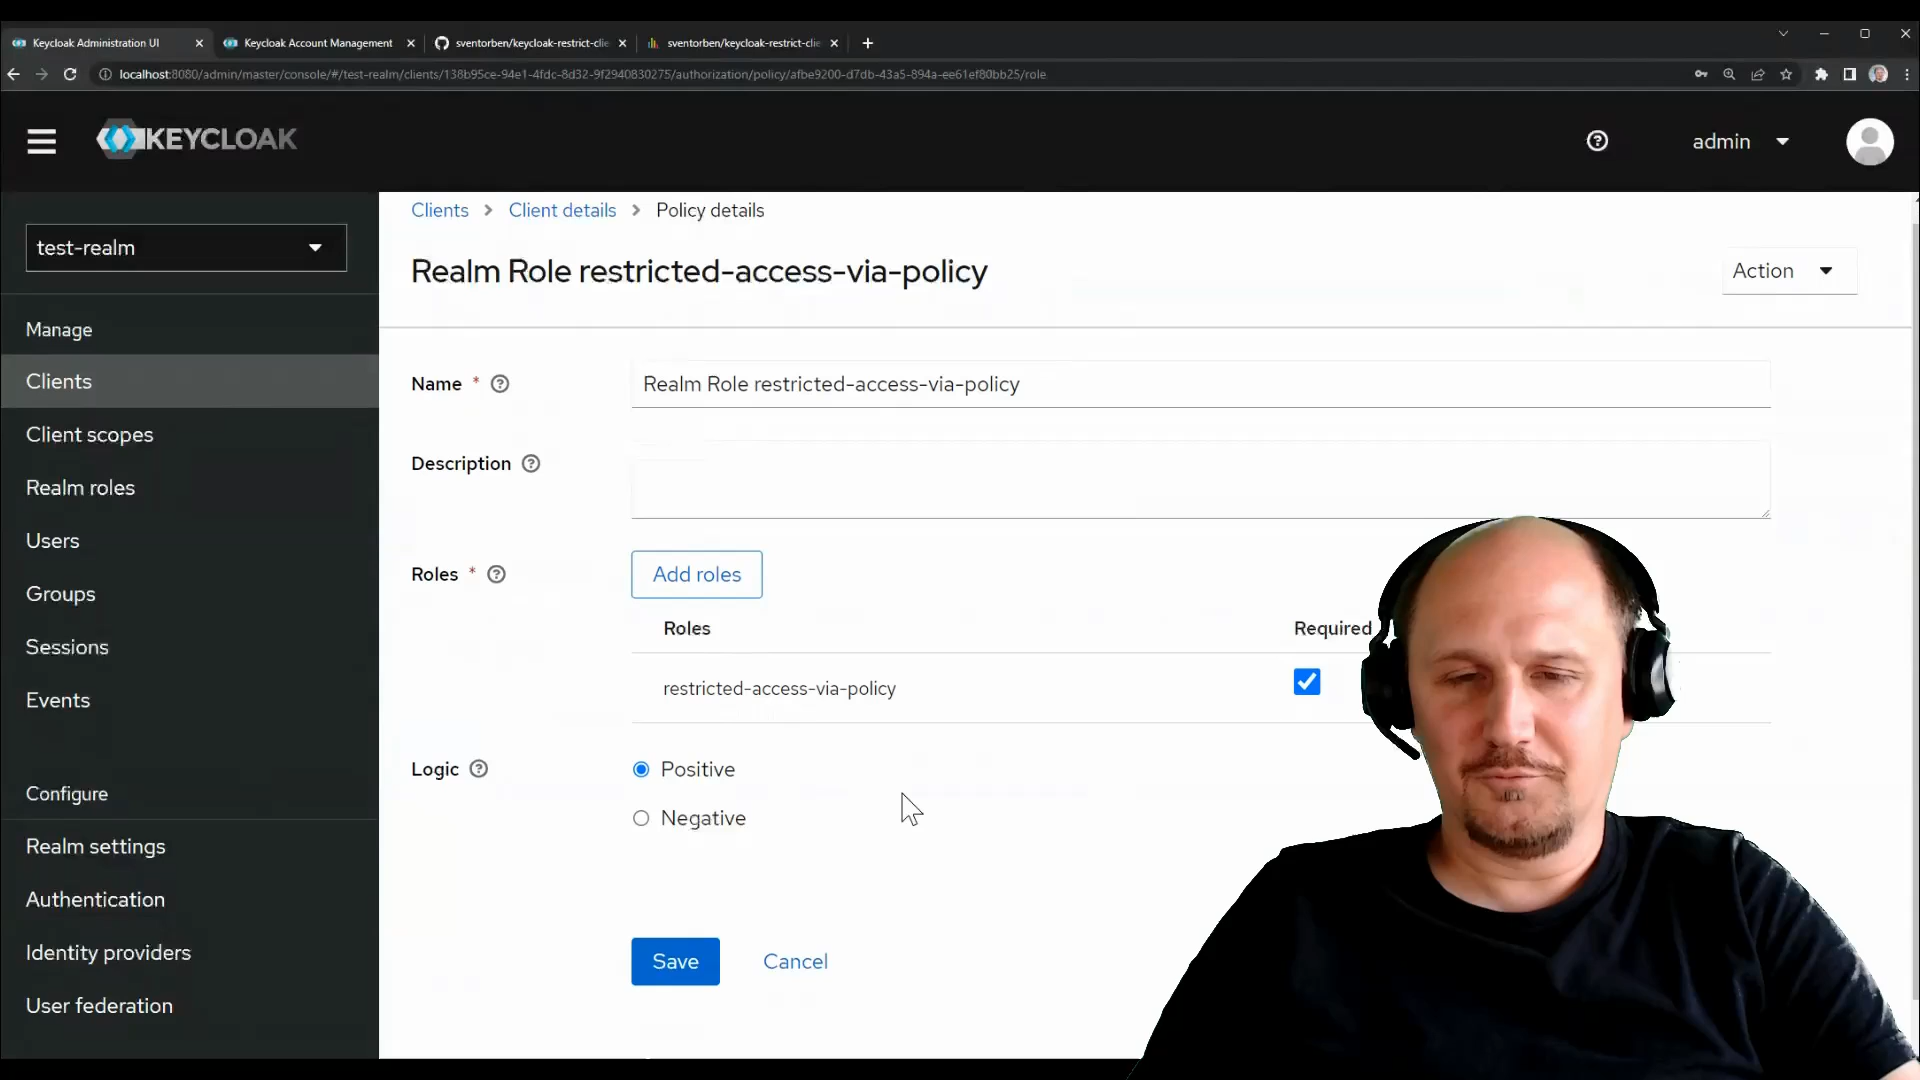 Keycloak Administration UI
Keycloak Account Management
sventorben/keycloak-restrict-clie
sventorben/keycloak-restrict-clie
localhost:8080/admin/master/console/#/test-realm/clients/138b95ce-94e1-4fdc-8d32-9f2940830275/authorization/policy/afbe9200-d7db-43a5-894a-ee61ef80bb25/role
KEYCLOAK
admin
test-realm
Manage
Clients
Client scopes
Realm roles
Users
Groups
Sessions
Events
Configure
Realm settings
Authentication
Identity providers
User federation
Clients > Client details > Policy details
Realm Role restricted-access-via-policy
Action
Name *
Realm Role restricted-access-via-policy
Description
Roles *
Add roles
Roles Required
restricted-access-via-policy
Logic
Positive
Negative
Save Cancel